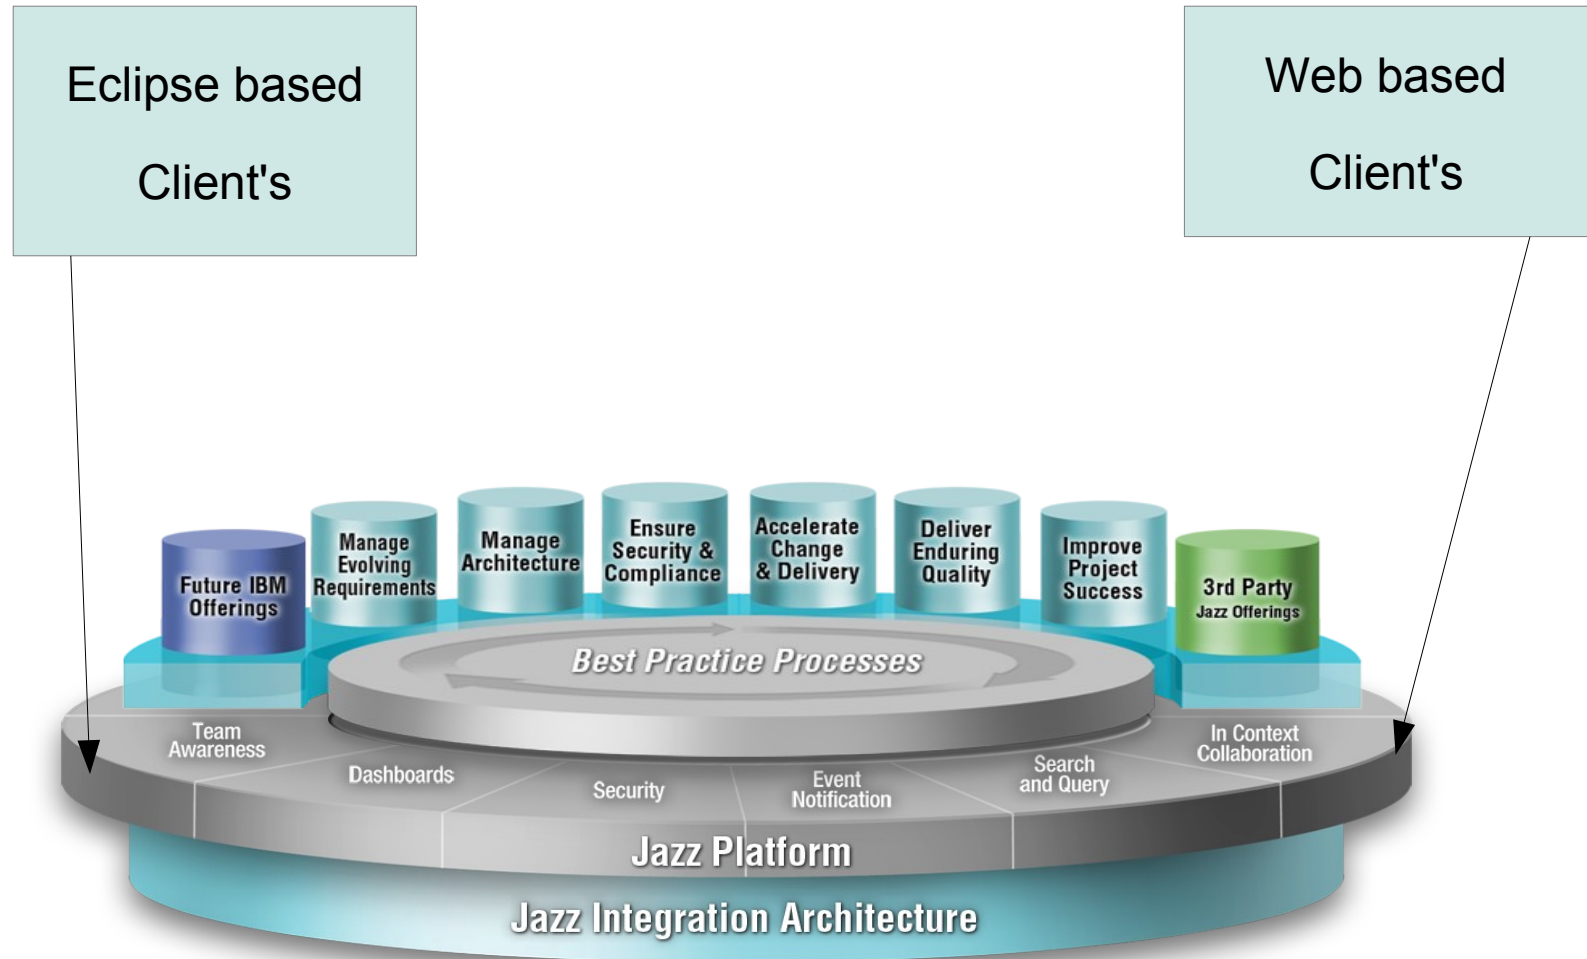 Eclipse based
Client's
Web based
Client's
Future IBM
Offerings
Manage
Evolving
Requirements
Manage
Architecture
Ensure
Security &
Compliance
Accelerate
Change
& Delivery
Deliver
Enduring
Quality
Improve
Project
Success
3rd Party
Jazz Offerings
Best Practice Processes
Team
Awareness
Dashboards
Security
Event
Notification
Search
and Query
In Context
Collaboration
Jazz Platform
Jazz Integration Architecture